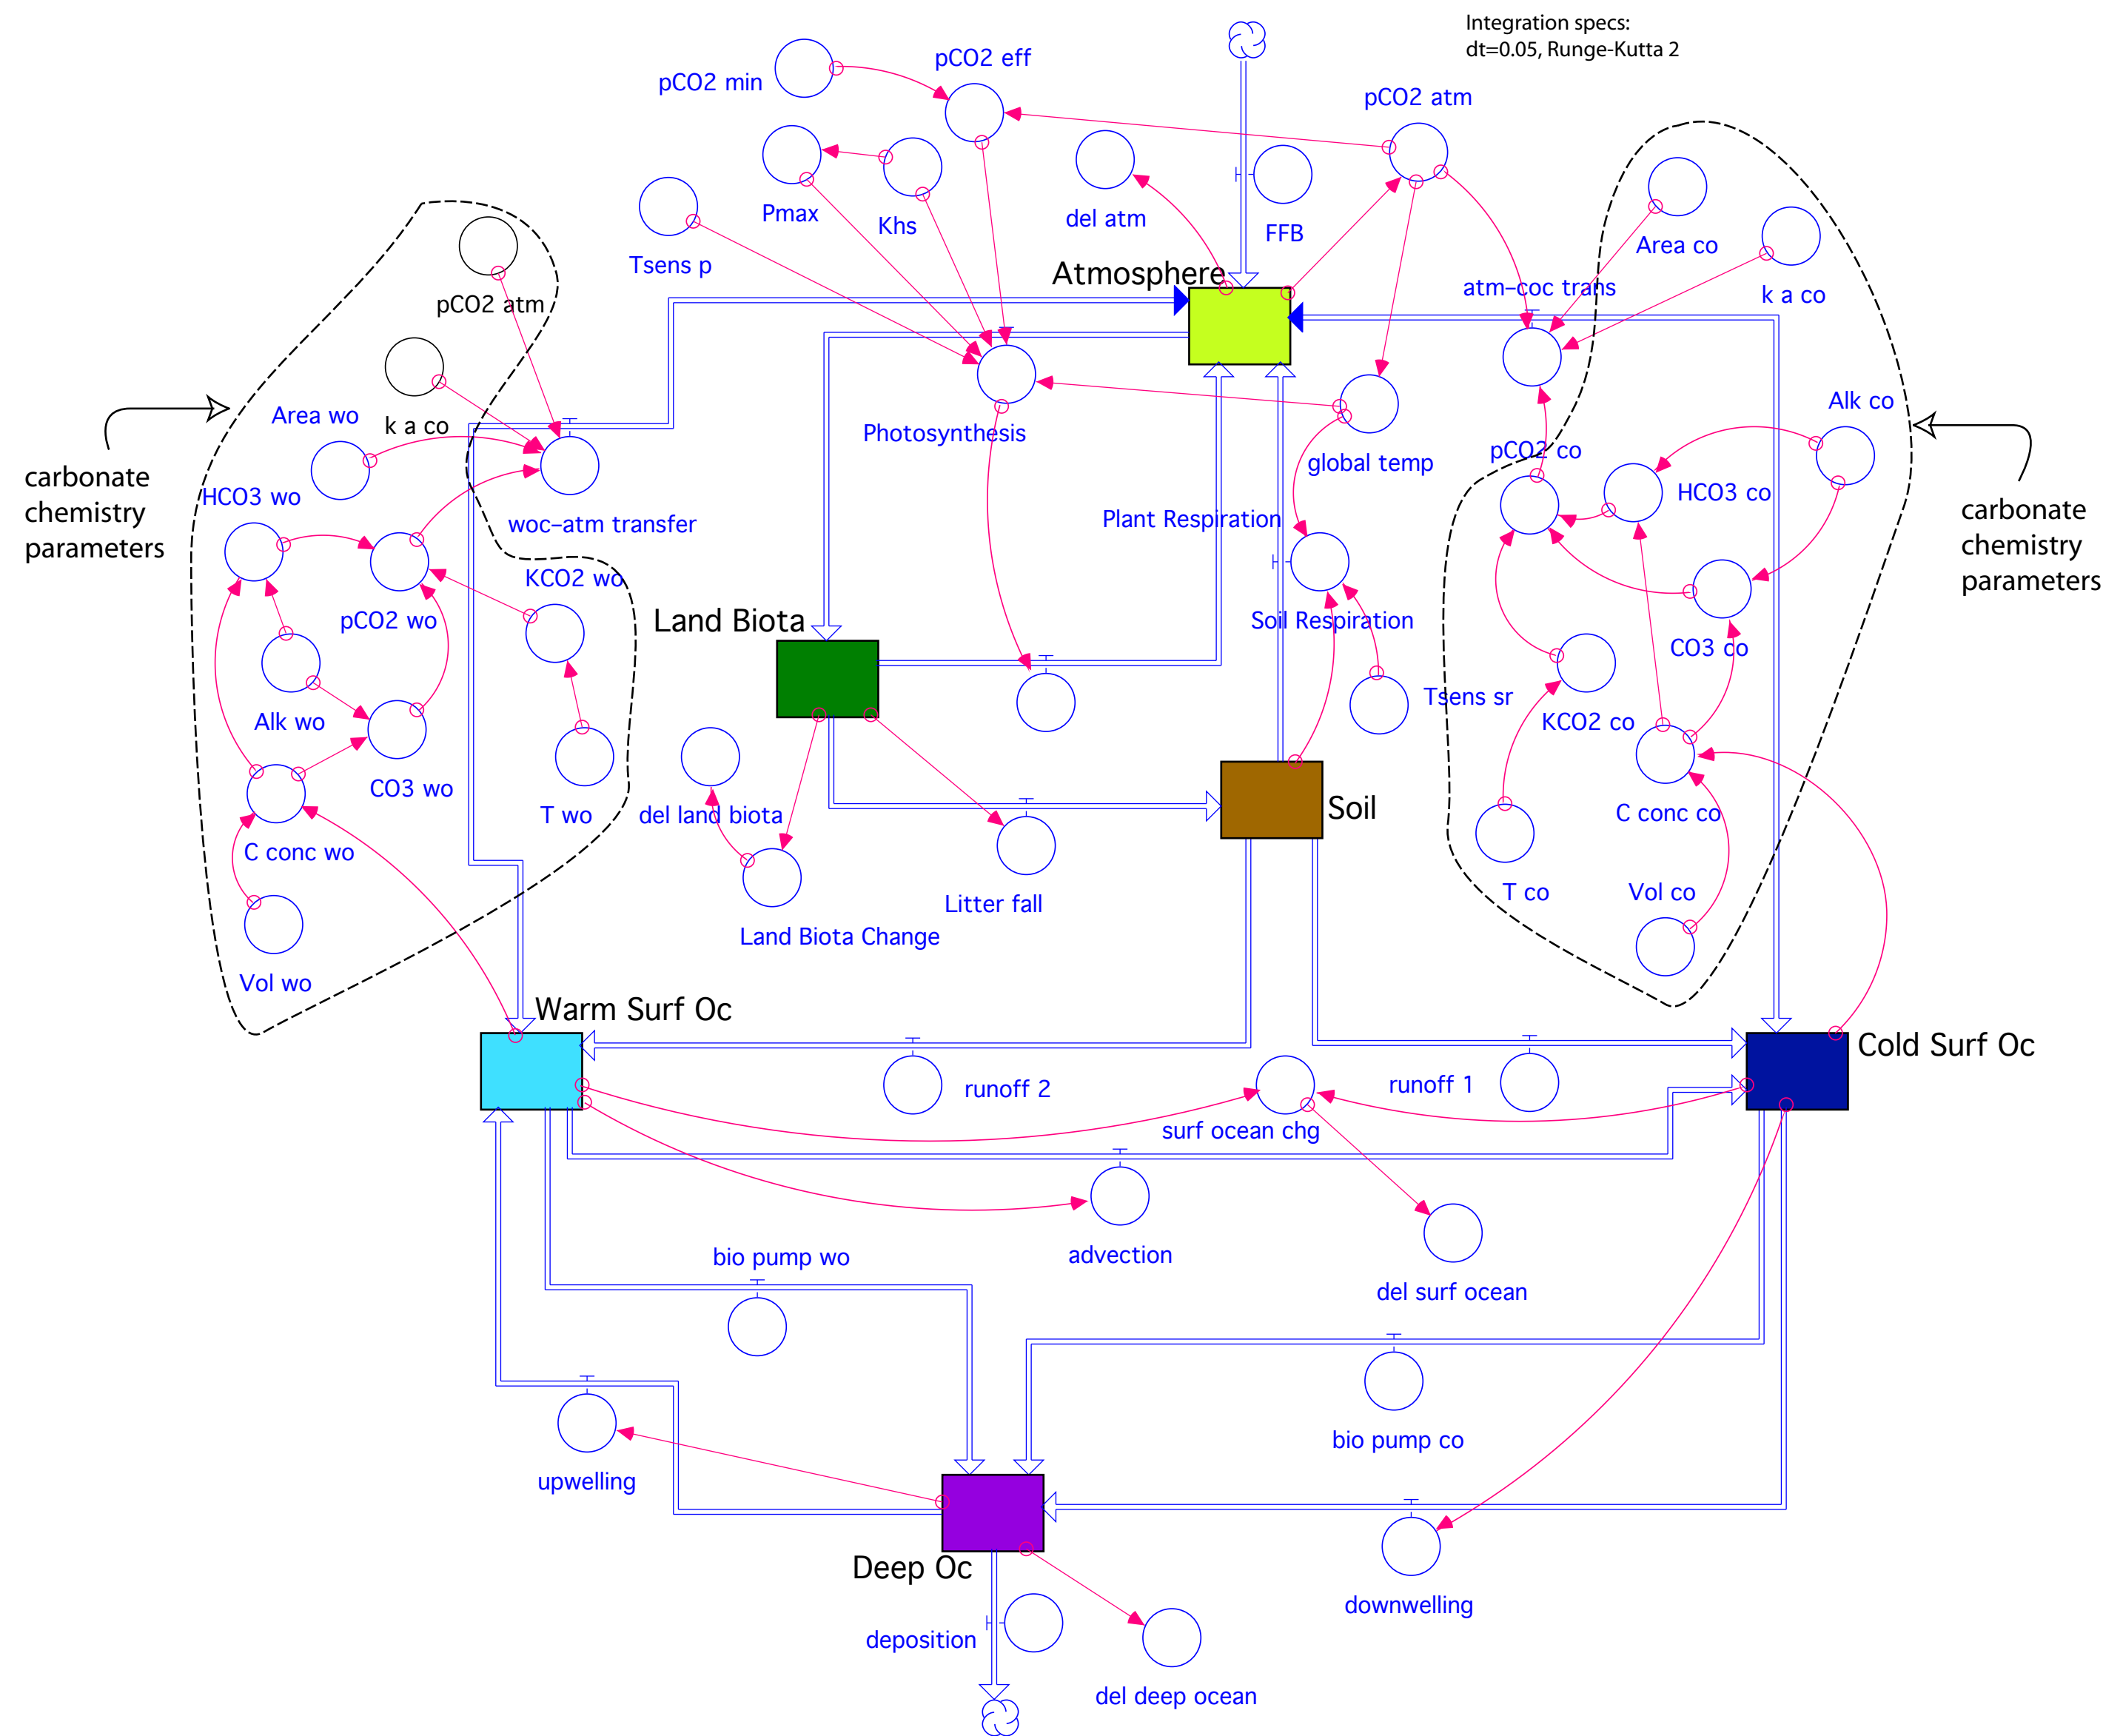 Integration specs:
dt=0.05, Runge-Kutta 2
pCO2 eff
pCO2 min
pCO2 atm
Pmax
Khs
del atm
FFB
Area co
Tsens p
Atmosphere
k a co
atm-coc trans
pCO2 atm
Area wo
k a co
Photosynthesis
global temp
Alk co
pCO2 co
HCO3 co
carbonate
chemistry
parameters
HCO3 wo
woc-atm transfer
Plant Respiration
carbonate
chemistry
parameters
KCO2 wo
pCO2 wo
Land Biota
Soil Respiration
CO3 co
Tsens sr
KCO2 co
Alk wo
CO3 wo
T wo
del land biota
Soil
C conc co
C conc wo
Litter fall
T co
Vol co
Land Biota Change
Vol wo
Warm Surf Oc
Cold Surf Oc
runoff 2
runoff 1
surf ocean chg
advection
bio pump wo
del surf ocean
bio pump co
upwelling
Deep Oc
downwelling
deposition
del deep ocean